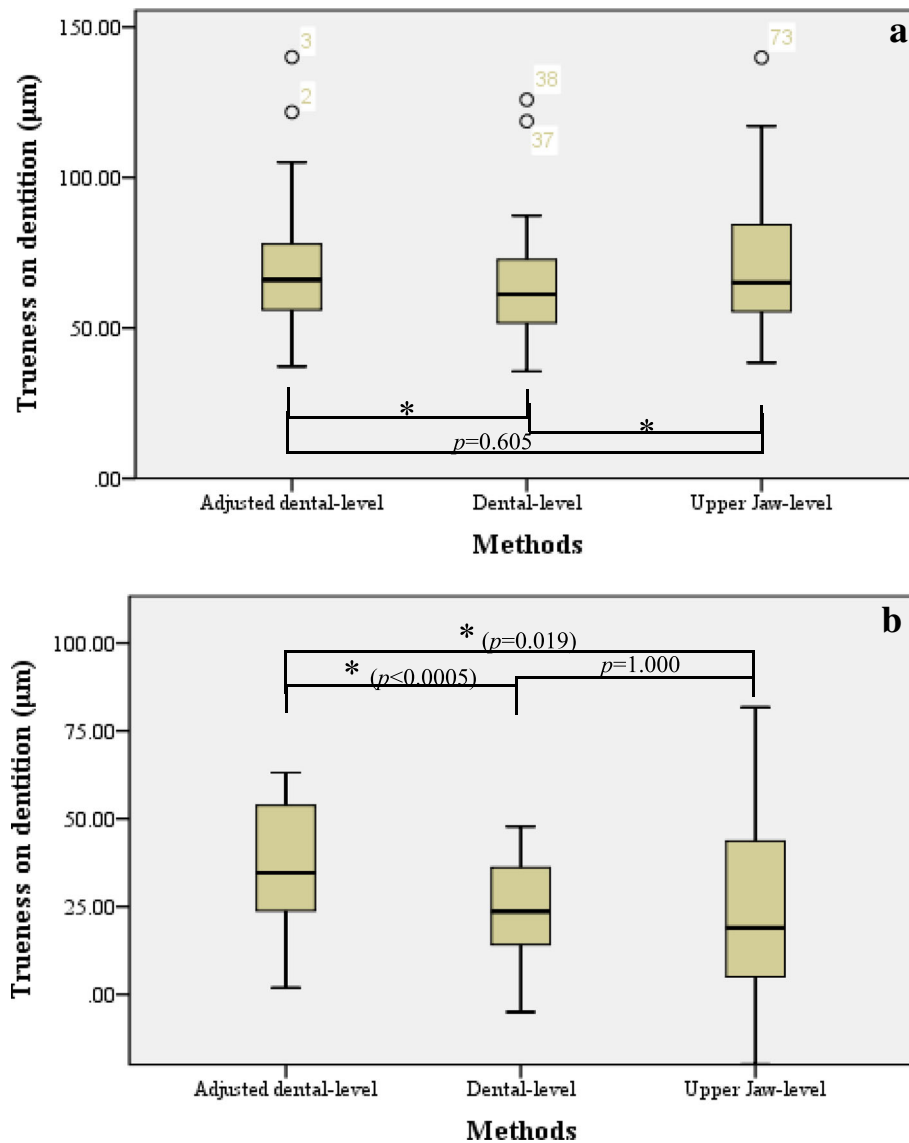 a
Trueness on dentition (µm)
150.00
100.00
50.00
.00
3
2
38
37
73
*
*
p=0.605
Adjusted dental-level
Dental-level
Upper Jaw-level
Methods
b
Trueness on dentition (µm)
100.00
75.00
50.00
25.00
.00
* (p=0.019)
* (p<0.0005)
p=1.000
Adjusted dental-level
Dental-level
Upper Jaw-level
Methods